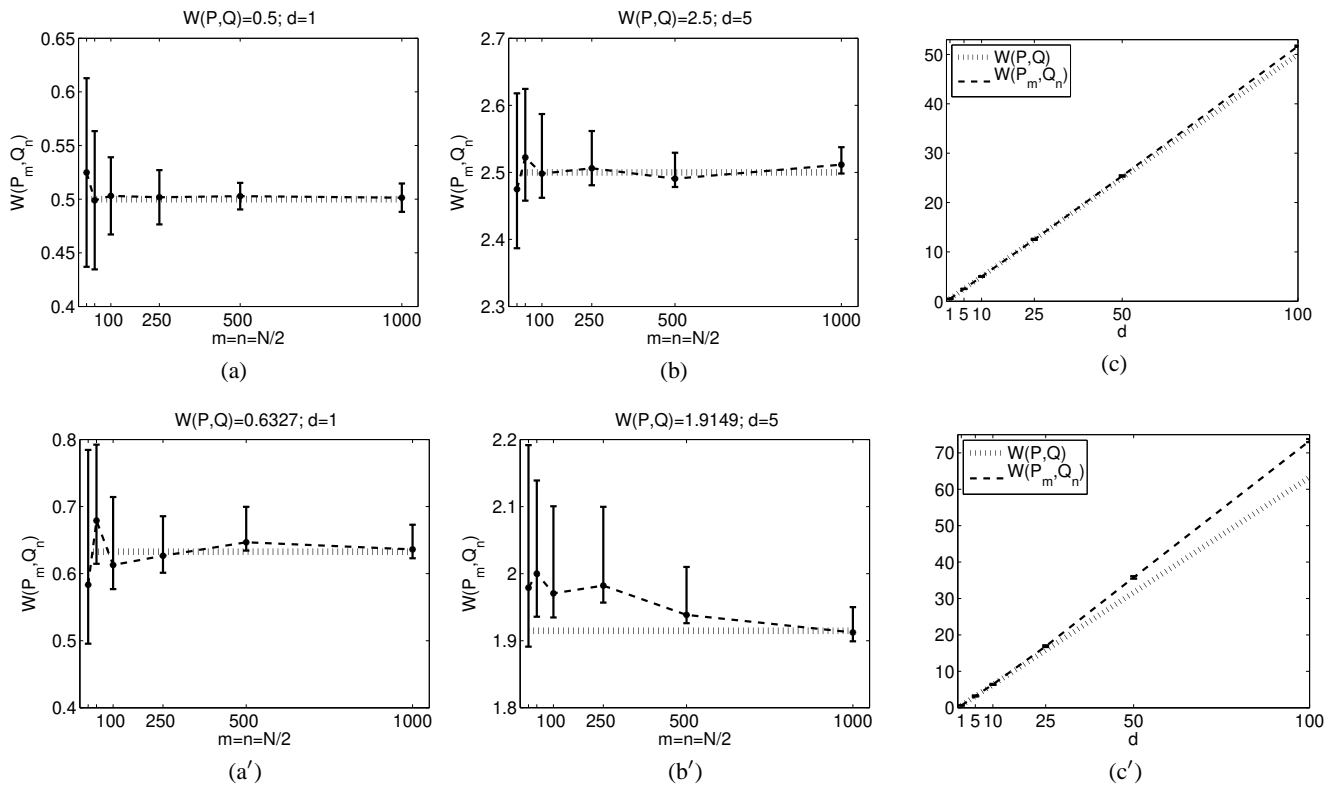 W(P,Q)=0.5; d=1
0.65
0.6
0.55
0.5
0.45
0.4
W(P_m,Q_n)
100 250 500 1000
m=n=N/2
(a)
W(P,Q)=2.5; d=5
2.7
2.6
2.5
2.4
2.3
W(P_m,Q_n)
100 250 500 1000
m=n=N/2
(b)
W(P,Q)
W(P_m,Q_n)
50
40
30
20
10
0
1 5 10 25 50 100
d
(c)
W(P,Q)=0.6327; d=1
0.8
0.7
0.6
0.5
0.4
W(P_m,Q_n)
100 250 500 1000
m=n=N/2
(a′)
W(P,Q)=1.9149; d=5
2.2
2.1
2
1.9
1.8
W(P_m,Q_n)
100 250 500 1000
m=n=N/2
(b′)
W(P,Q)
W(P_m,Q_n)
70
60
50
40
30
20
10
0
1 5 10 25 50 100
d
(c′)